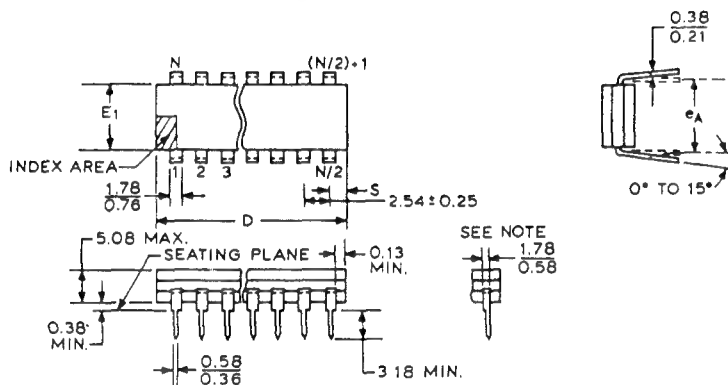 N
(N/2)+1
0.38
0.21
E1
eA
INDEX AREA
1 2 3
N/2
S
1.78
0.76
2.54±0.25
0° TO 15°
D
5.08 MAX.
SEATING PLANE
0.13
MIN.
SEE NOTE
1.78
0.58
0.38
MIN.
0.58
0.36
3.18 MIN.